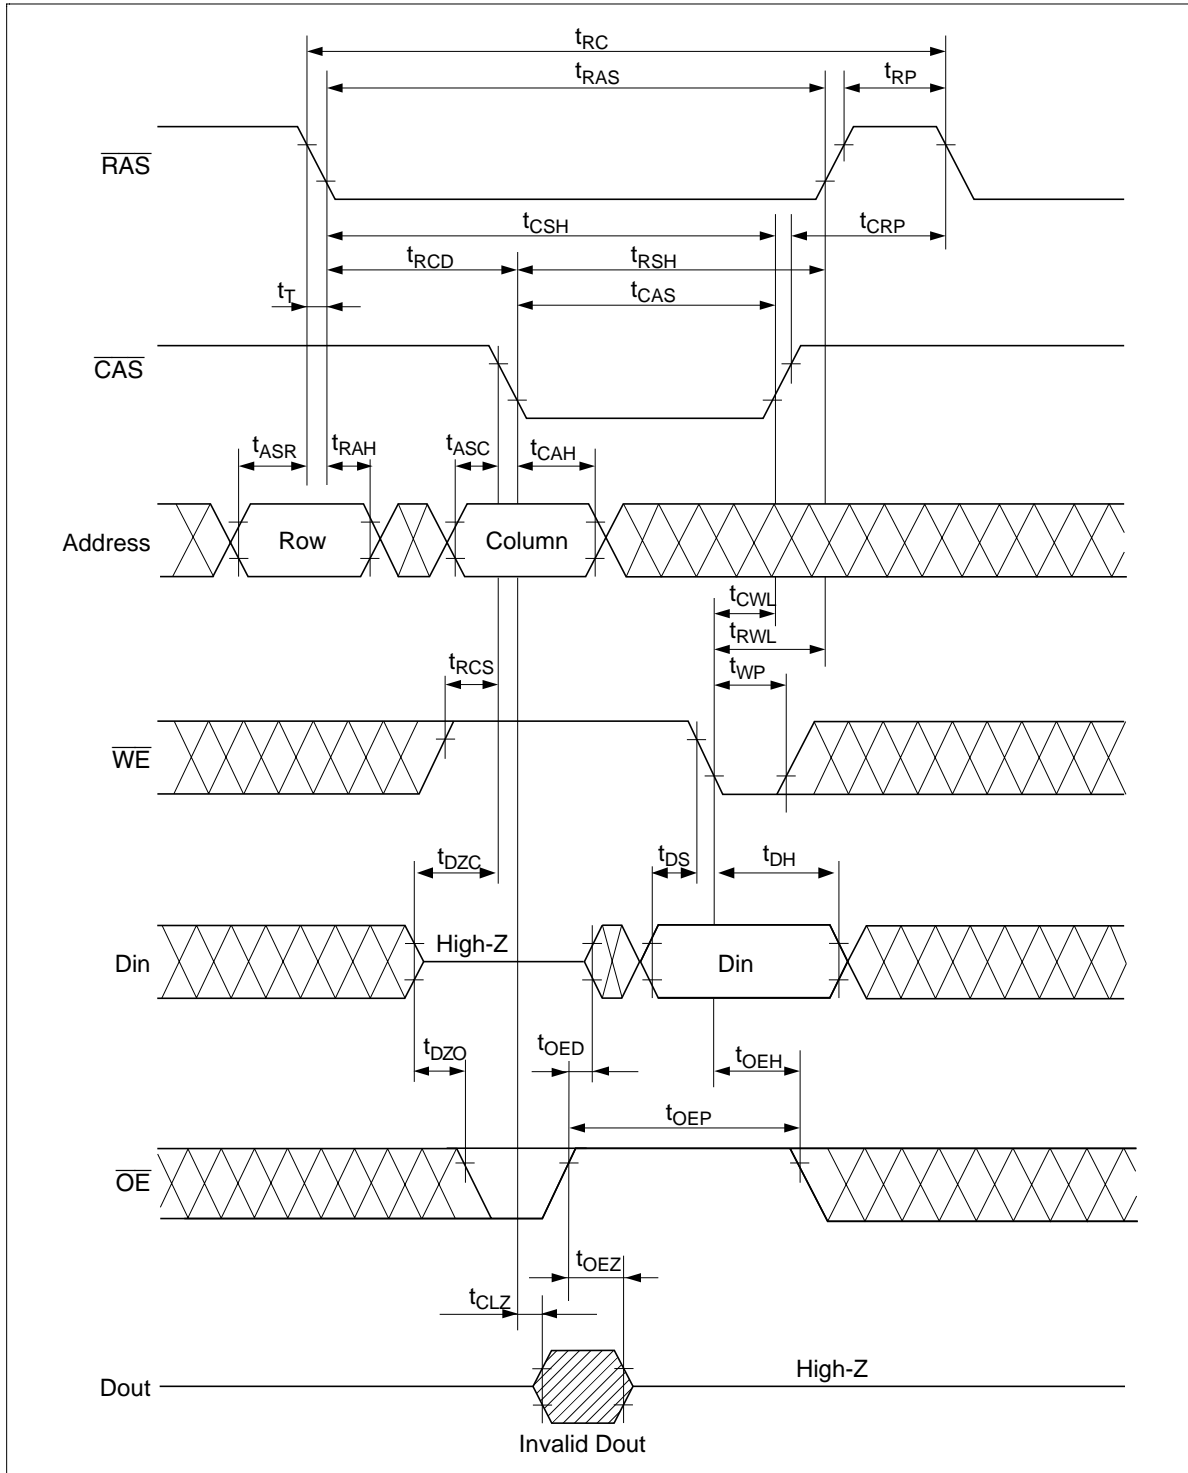 tRC
tRAS
tRP
RAS
tCSH
tCRP
tRCD
tRSH
tT
tCAS
CAS
tASR
tRAH
tASC
tCAH
Address
Row
Column
tCWL
tRWL
tRCS
tWP
WE
tDZC
tDS
tDH
High-Z
Din
Din
tDZO
tOED
tOEH
tOEP
OE
tOEZ
tCLZ
High-Z
Dout
Invalid Dout